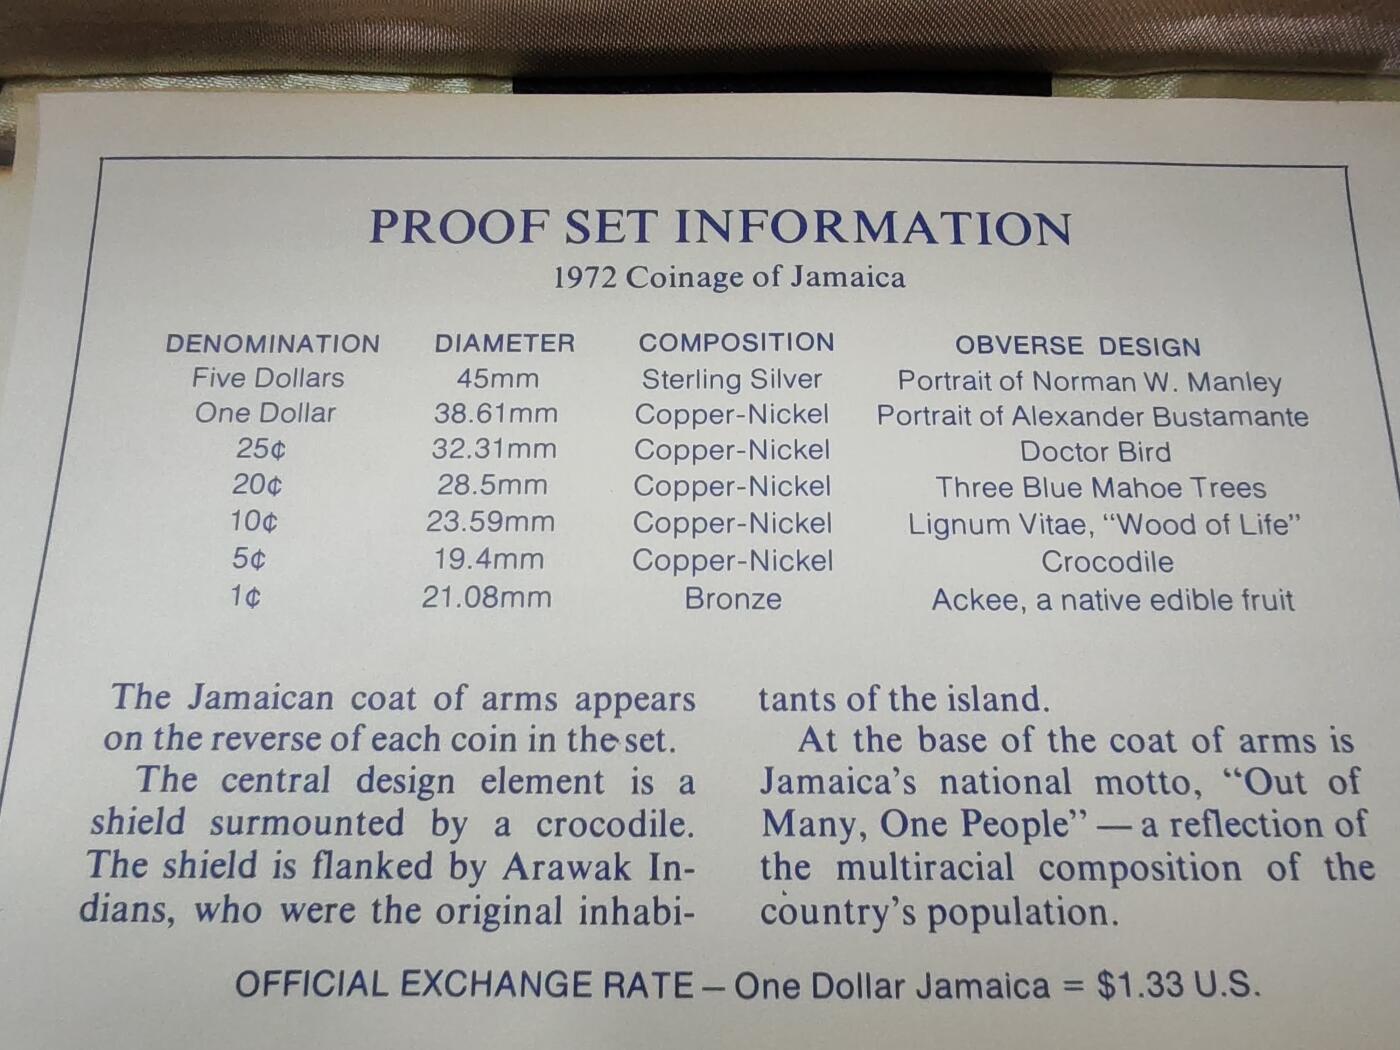 PROOF SET INFORMATION
1972 Coinage of Jamaica
DENOMINATION DIAMETER COMPOSITION OBVERSE DESIGN
Five Dollars 45mm Sterling Silver Portrait of Norman W. Manley
One Dollar 38.61mm Copper-Nickel Portrait of Alexander Bustamante
25¢ 32.31mm Copper-Nickel Doctor Bird
20¢ 28.5mm Copper-Nickel Three Blue Mahoe Trees
10¢ 23.59mm Copper-Nickel Lignum Vitae, “Wood of Life”
5¢ 19.4mm Copper-Nickel Crocodile
1¢ 21.08mm Bronze Ackee, a native edible fruit
The Jamaican coat of arms appears
on the reverse of each coin in the set.
The central design element is a
shield surmounted by a crocodile.
The shield is flanked by Arawak In-
dians, who were the original inhabi-
tants of the island.
At the base of the coat of arms is
Jamaica’s national motto, “Out of
Many, One People” — a reflection of
the multiracial composition of the
country’s population.
OFFICIAL EXCHANGE RATE – One Dollar Jamaica = $1.33 U.S.